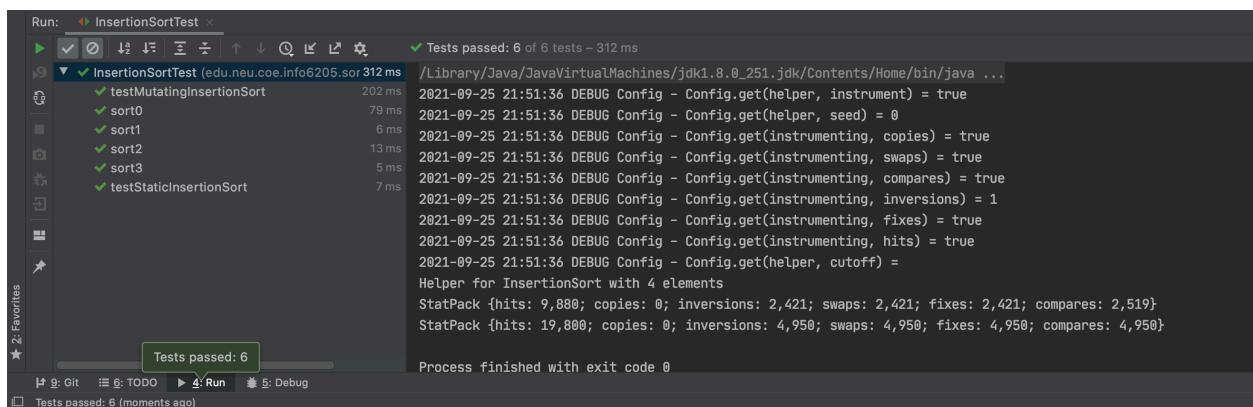 Run: InsertionSortTest ×
Tests passed: 6 of 6 tests – 312 ms
InsertionSortTest (edu.neu.coe.info6205.sor 312 ms
testMutatingInsertionSort 202 ms
sort0 79 ms
sort1 6 ms
sort2 13 ms
sort3 5 ms
testStaticInsertionSort 7 ms
/Library/Java/JavaVirtualMachines/jdk1.8.0_251.jdk/Contents/Home/bin/java ...
2021-09-25 21:51:36 DEBUG Config - Config.get(helper, instrument) = true
2021-09-25 21:51:36 DEBUG Config - Config.get(helper, seed) = 0
2021-09-25 21:51:36 DEBUG Config - Config.get(instrumenting, copies) = true
2021-09-25 21:51:36 DEBUG Config - Config.get(instrumenting, swaps) = true
2021-09-25 21:51:36 DEBUG Config - Config.get(instrumenting, compares) = true
2021-09-25 21:51:36 DEBUG Config - Config.get(instrumenting, inversions) = 1
2021-09-25 21:51:36 DEBUG Config - Config.get(instrumenting, fixes) = true
2021-09-25 21:51:36 DEBUG Config - Config.get(instrumenting, hits) = true
2021-09-25 21:51:36 DEBUG Config - Config.get(helper, cutoff) =
Helper for InsertionSort with 4 elements
StatPack {hits: 9,880; copies: 0; inversions: 2,421; swaps: 2,421; fixes: 2,421; compares: 2,519}
StatPack {hits: 19,800; copies: 0; inversions: 4,950; swaps: 4,950; fixes: 4,950; compares: 4,950}
Process finished with exit code 0
2: Favorites
Tests passed: 6
9: Git 6: TODO 4: Run 5: Debug
Tests passed: 6 (moments ago)